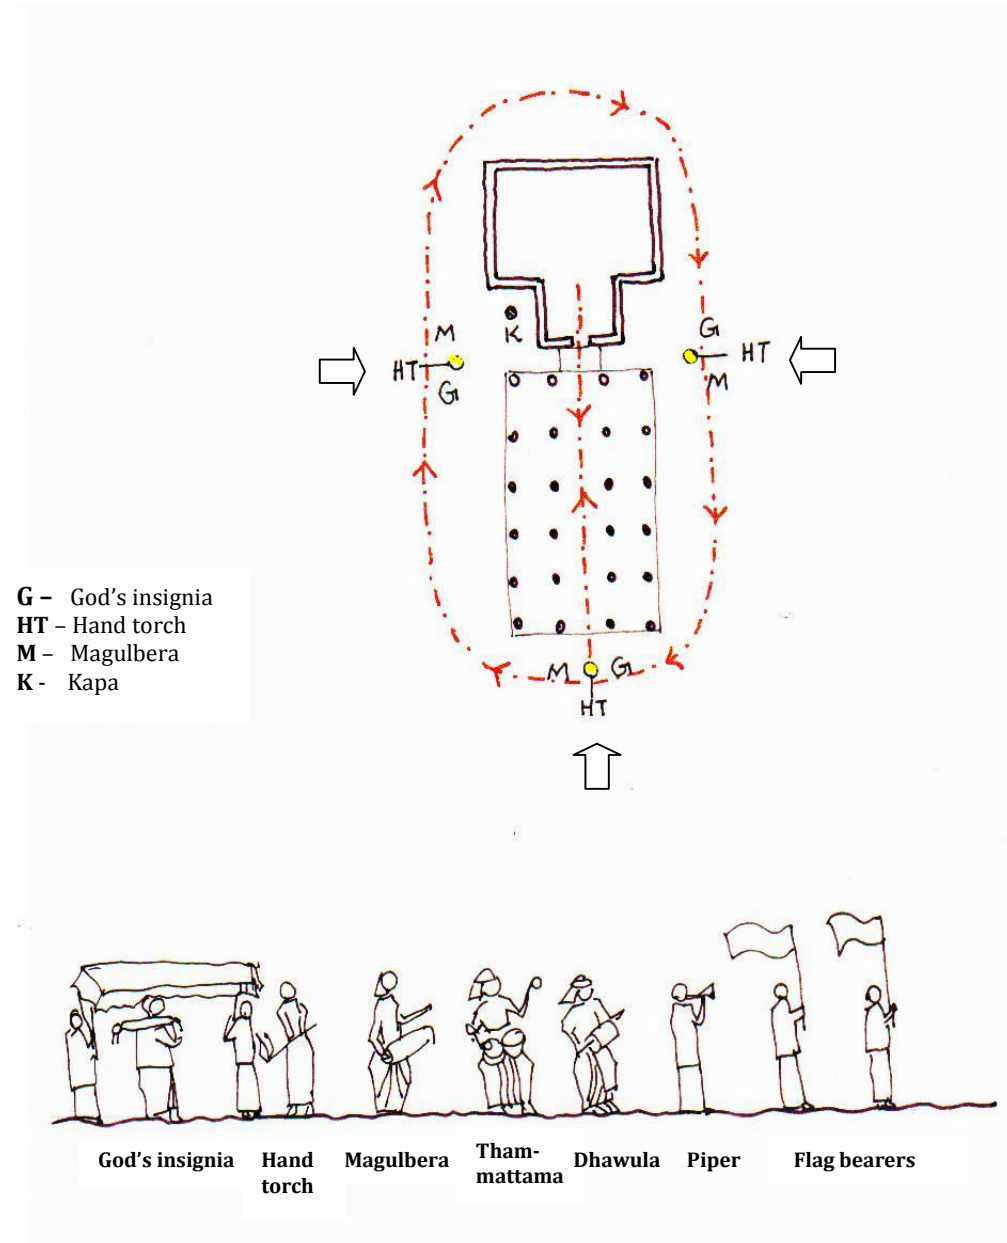 G
M
K
HT
G
HT
M
G
M
G – God’s insignia
HT – Hand torch
M – Magulbera
K - Kapa
M G
HT
God’s insignia Hand torch Magulbera Tham-mattama Dhawula Piper Flag bearers